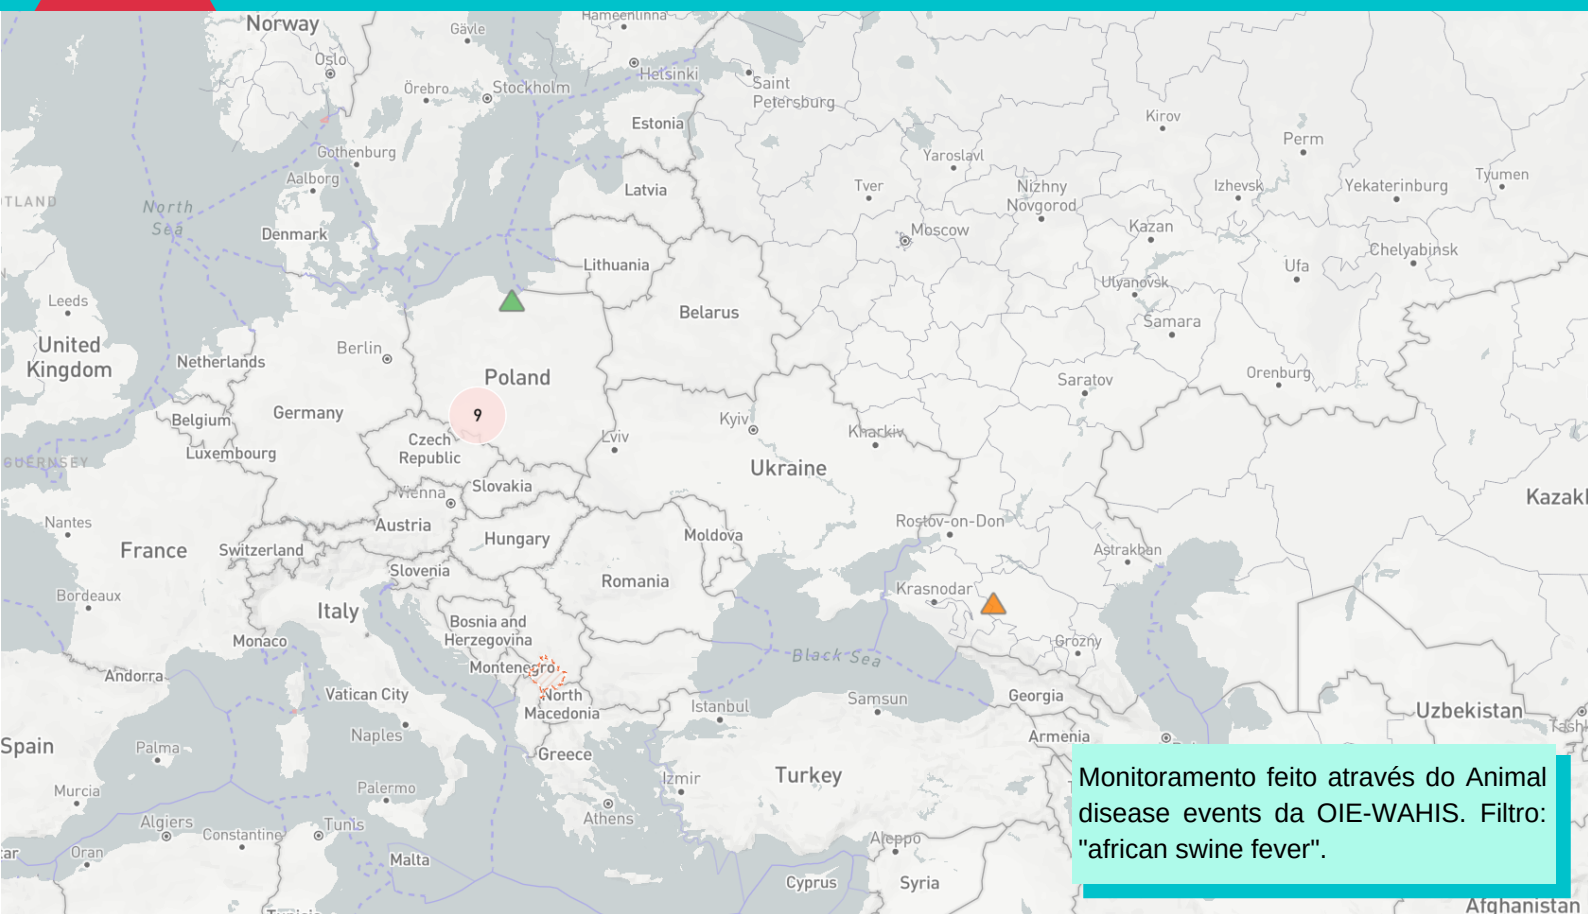 Norway
Hämeenlinna
Gävle
Oslo
Helsinki
Örebro
Stockholm
Saint
Petersburg
Estonia
Kirov
Perm
Gothenburg
Yaroslavl
Aalborg
Latvia
Tver
Nizhny
Novgorod
Izhevsk
Yekaterinburg
Tyumen
North
Sea
Denmark
Moscow
Kazan
Chelyabinsk
Lithuania
Ufa
Ulyanovsk
Leeds
Belarus
Samara
United
Kingdom
Netherlands
Berlin
Poland
Saratov
Orenburg
Belgium
Germany
9
Kyiv
Kharkiv
Lviv
Czech
Republic
GUERNSEY
Luxembourg
Ukraine
Vienna
Slovakia
Kazakh
Nantes
Austria
Rostov-on-Don
France
Switzerland
Hungary
Moldova
Astrakhan
Slovenia
Romania
Bordeaux
Krasnodar
Italy
Bosnia and
Herzegovina
Monaco
Grozny
Black Sea
Andorra
Montenegro
Vatican City
North
Macedonia
Georgia
Istanbul
Samsun
Uzbekistan
Naples
Armenia
Spain
Palma
Greece
Izmir
Turkey
Murcia
Palermo
Algiers
Constantine
Tunis
Athens
Aleppo
Oran
Malta
Cyprus
Syria
Afghanistan
Monitoramento feito através do Animal
disease events da OIE-WAHIS. Filtro:
"african swine fever".